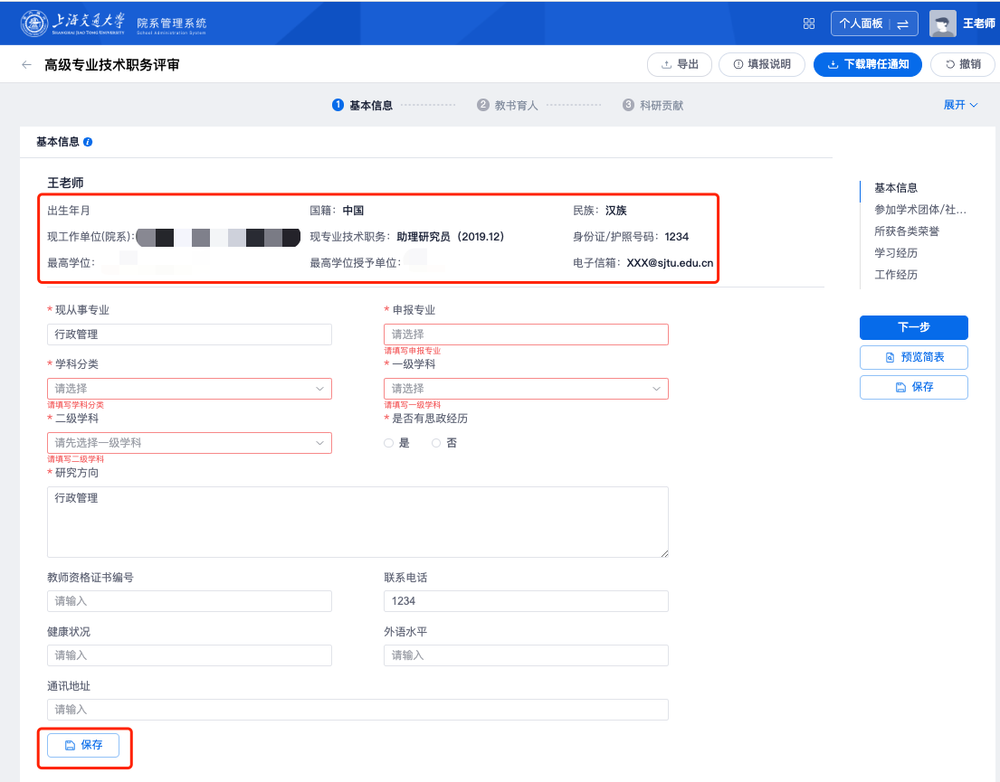 上海交通大学 院系管理系统
SHANGHAI JIAO TONG UNIVERSITY School Administration System
个人面板 王老师
高级专业技术职务评审 导出 填报说明 下载聘任通知 撤销
1 基本信息 2 教书育人 3 科研贡献 展开
基本信息
王老师
出生年月 国籍：中国 民族：汉族
现工作单位(院系): 现专业技术职务：助理研究员（2019.12） 身份证/护照号码：1234
最高学位： 最高学位授予单位： 电子信箱：XXX@sjtu.edu.cn
* 现从事专业 * 申报专业
行政管理 请选择
请填写申报专业
* 学科分类 * 一级学科
请选择 请选择
请填写学科分类 请填写一级学科
* 二级学科 * 是否有思政经历
请先选择一级学科 是 否
请填写二级学科
* 研究方向
行政管理
教师资格证书编号 联系电话
请输入 1234
健康状况 外语水平
请输入 请输入
通讯地址
请输入
保存
基本信息
参加学术团体/社...
所获各类荣誉
学习经历
工作经历
下一步
预览简表
保存